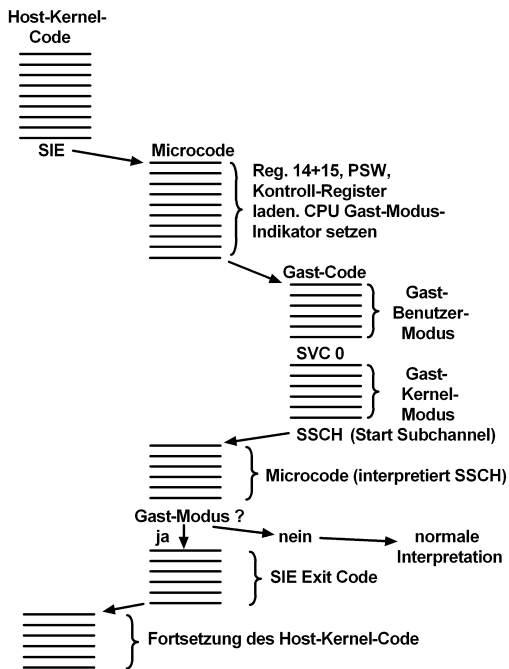 Host-Kernel-
Code
SIE
Microcode
Reg. 14+15, PSW,
Kontroll-Register
laden. CPU Gast-Modus-
Indikator setzen
Gast-Code
Gast-
Benutzer-
Modus
SVC 0
Gast-
Kernel-
Modus
SSCH (Start Subchannel)
Microcode (interpretiert SSCH)
Gast-Modus ?
ja
nein
normale
Interpretation
SIE Exit Code
Fortsetzung des Host-Kernel-Code